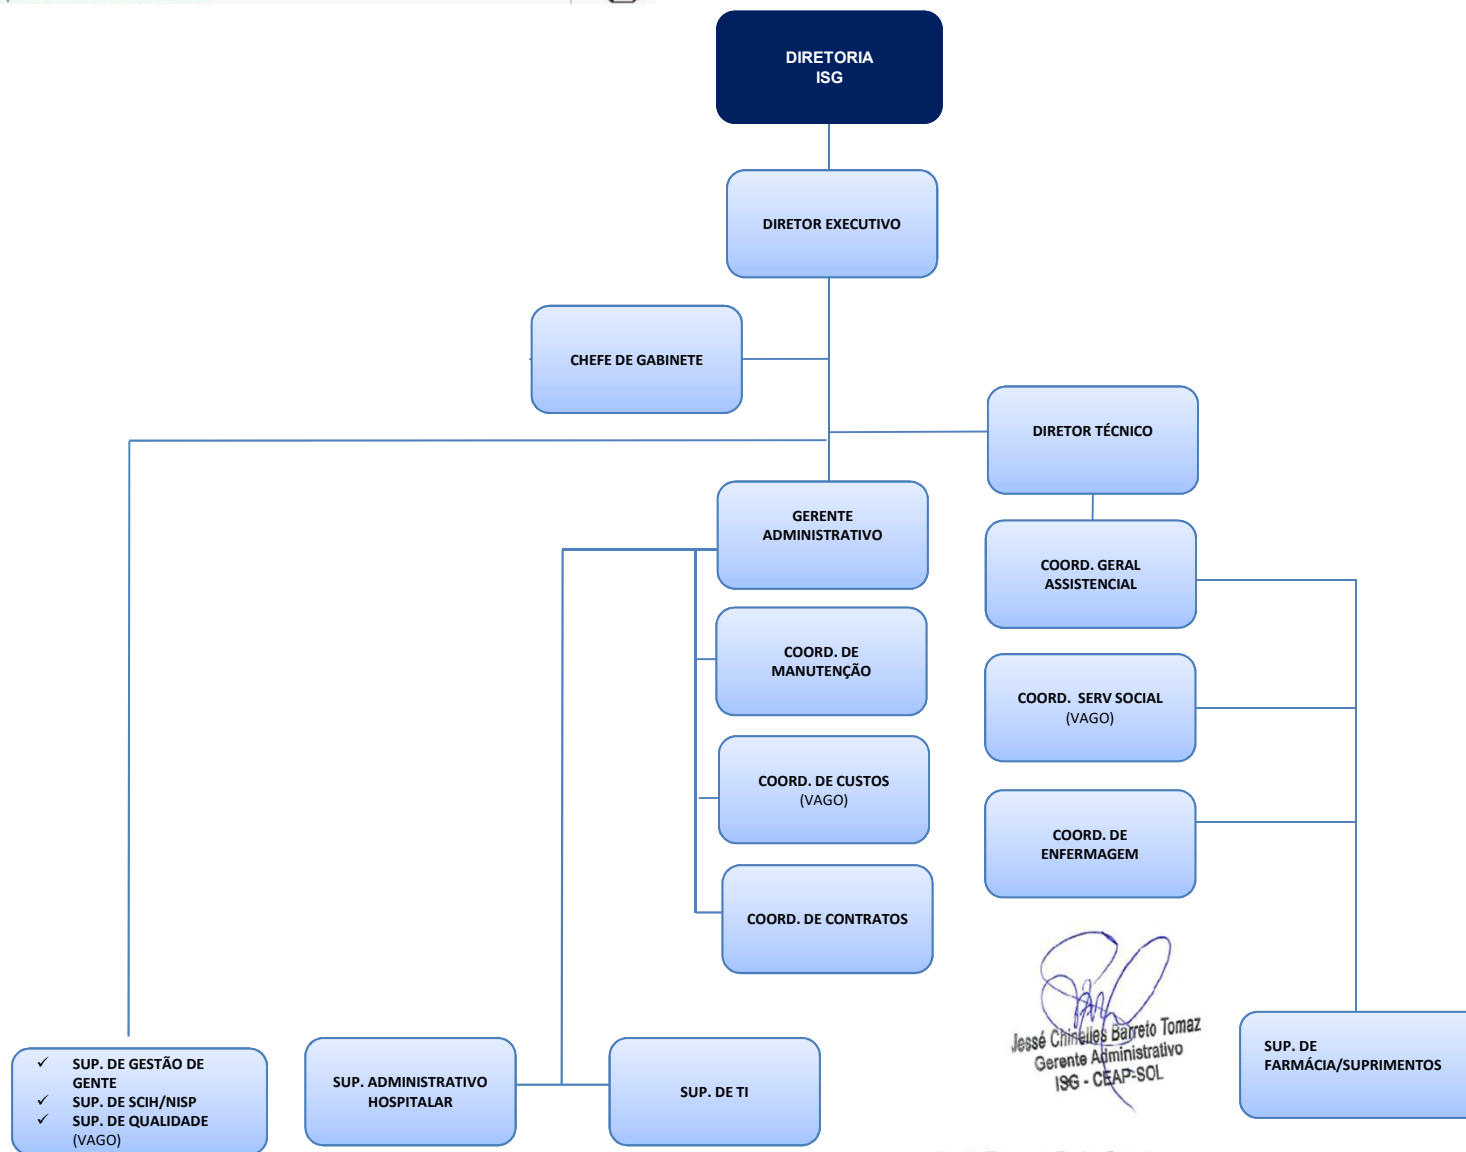 DIRETORIA
ISG
DIRETOR EXECUTIVO
CHEFE DE GABINETE
DIRETOR TÉCNICO
GERENTE
ADMINISTRATIVO
COORD. GERAL
ASSISTENCIAL
COORD. DE
MANUTENÇÃO
COORD. SERV SOCIAL
(VAGO)
COORD. DE CUSTOS
(VAGO)
COORD. DE
ENFERMAGEM
COORD. DE CONTRATOS
Jessé Chinelles Barreto Tomaz
Gerente Administrativo
ISG - CEAP-SOL
✓ SUP. DE GESTÃO DE
GENTE
✓ SUP. DE SCIH/NISP
✓ SUP. DE QUALIDADE
(VAGO)
SUP. ADMINISTRATIVO
HOSPITALAR
SUP. DE TI
SUP. DE
FARMÁCIA/SUPRIMENTOS